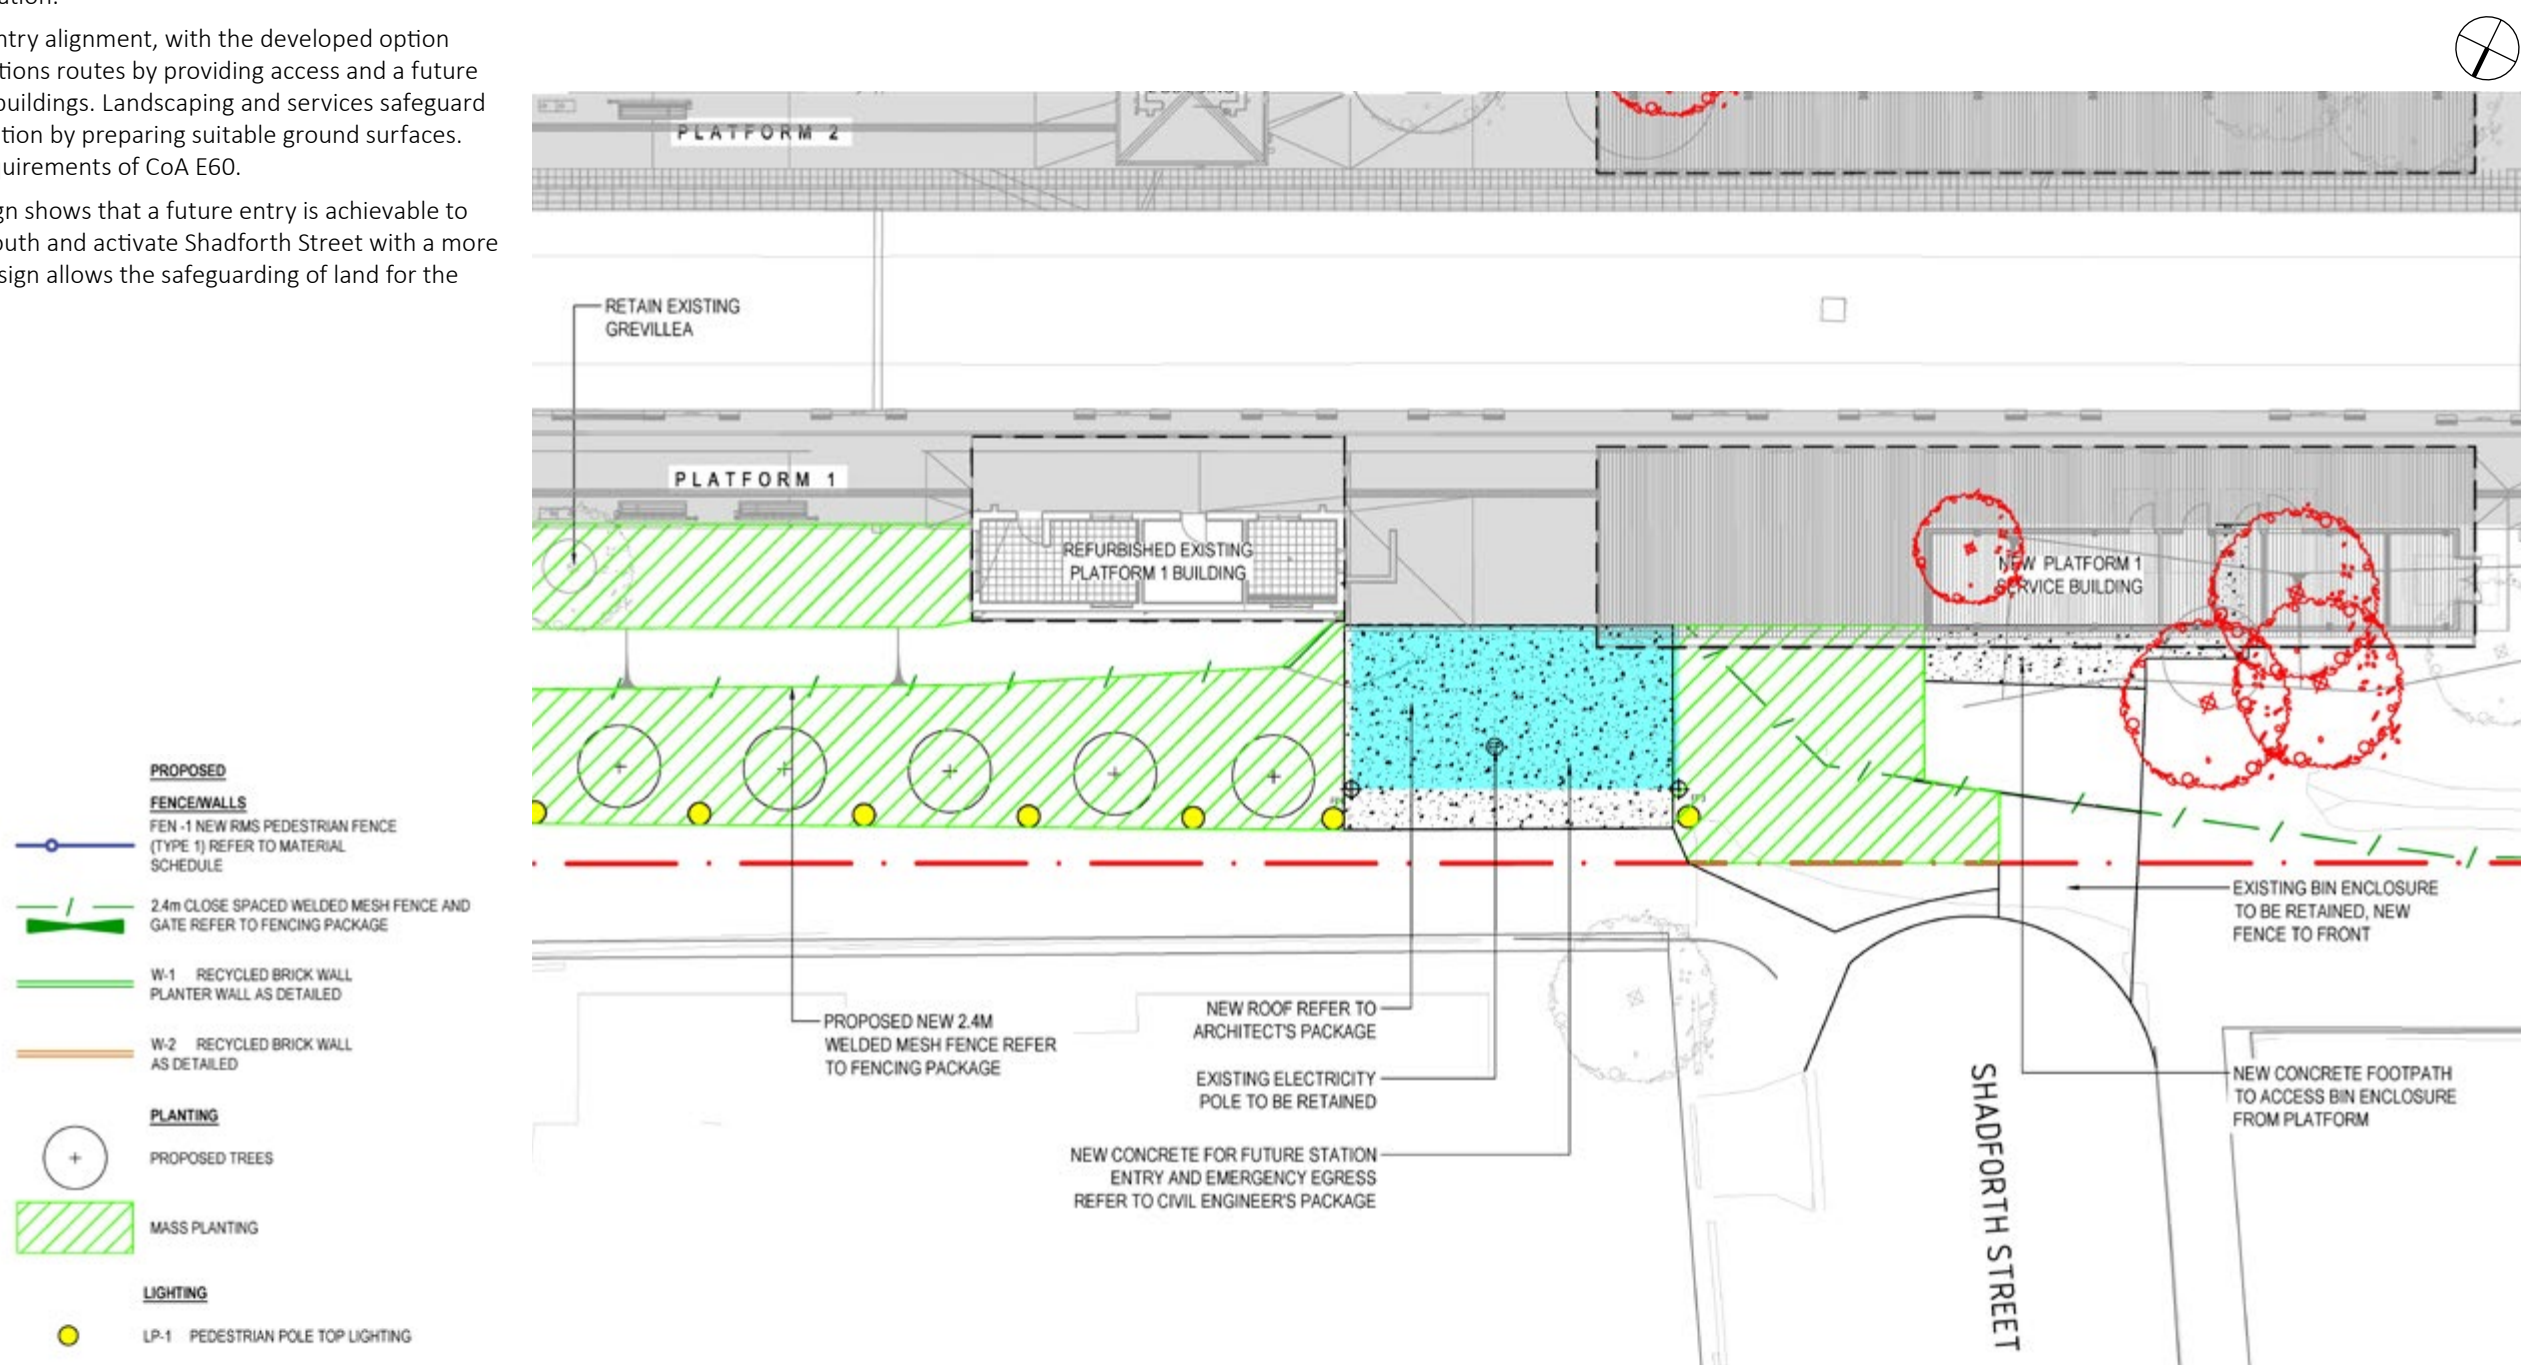 ntry alignment, with the developed option
tions routes by providing access and a future
buildings. Landscaping and services safeguard
tion by preparing suitable ground surfaces.
uirements of CoA E60.
gn shows that a future entry is achievable to
outh and activate Shadforth Street with a more
sign allows the safeguarding of land for the
PLATFORM 2
RETAIN EXISTING
GREVILLEA
PLATFORM 1
REFURBISHED EXISTING
PLATFORM 1 BUILDING
NEW PLATFORM 1
SERVICE BUILDING
PROPOSED
FENCE/WALLS
FEN -1 NEW RMS PEDESTRIAN FENCE
(TYPE 1) REFER TO MATERIAL
SCHEDULE
2.4m CLOSE SPACED WELDED MESH FENCE AND
GATE REFER TO FENCING PACKAGE
W-1 RECYCLED BRICK WALL
PLANTER WALL AS DETAILED
W-2 RECYCLED BRICK WALL
AS DETAILED
PLANTING
PROPOSED TREES
MASS PLANTING
LIGHTING
LP-1 PEDESTRIAN POLE TOP LIGHTING
PROPOSED NEW 2.4M
WELDED MESH FENCE REFER
TO FENCING PACKAGE
NEW ROOF REFER TO
ARCHITECT'S PACKAGE
EXISTING ELECTRICITY
POLE TO BE RETAINED
NEW CONCRETE FOR FUTURE STATION
ENTRY AND EMERGENCY EGRESS
REFER TO CIVIL ENGINEER'S PACKAGE
EXISTING BIN ENCLOSURE
TO BE RETAINED, NEW
FENCE TO FRONT
NEW CONCRETE FOOTPATH
TO ACCESS BIN ENCLOSURE
FROM PLATFORM
SHADFORTH STREET